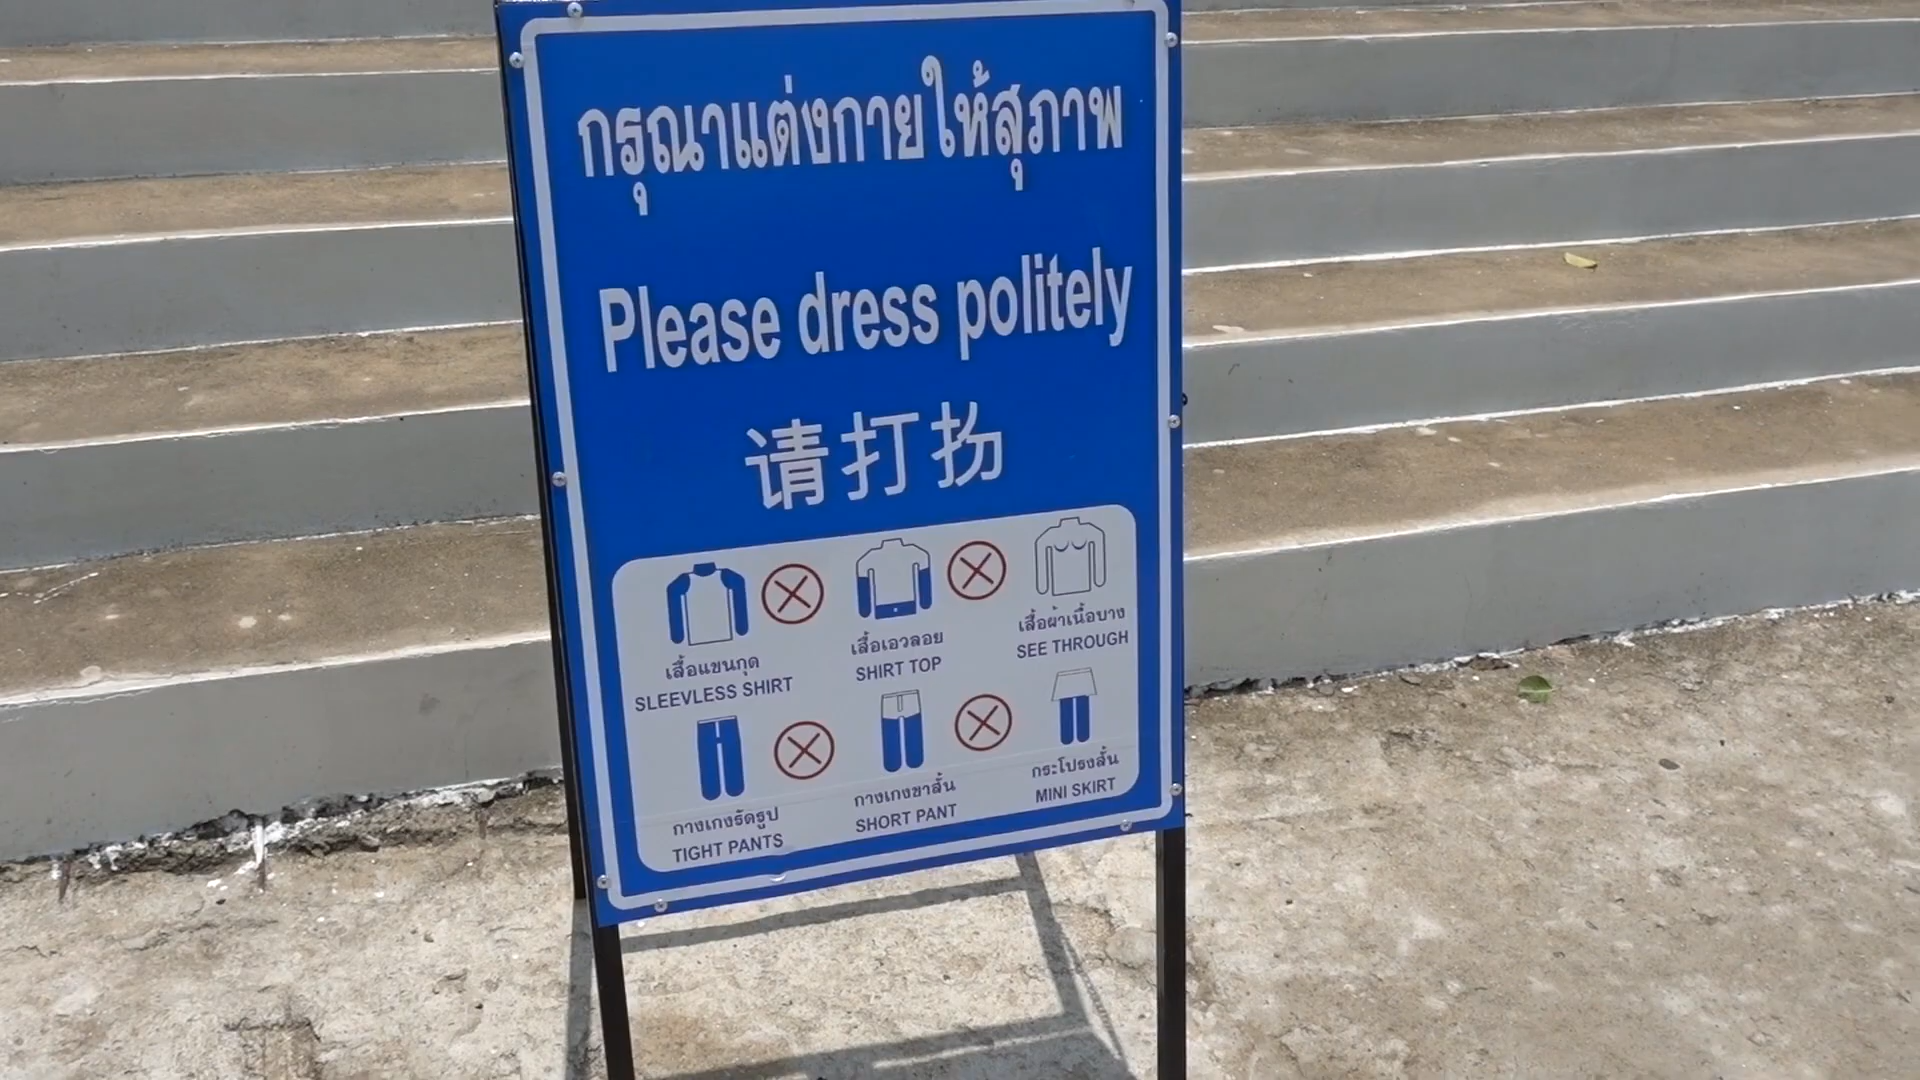 กรุณาแต่งกายให้สุภาพ
Please dress politely
请打扮
เสื้อแขนกุด
SLEEVLESS SHIRT
เสื้อเอวลอย
SHIRT TOP
เสื้อผ้าเนื้อบาง
SEE THROUGH
กางเกงรัดรูป
TIGHT PANTS
กางเกงขาสั้น
SHORT PANT
กระโปรงสั้น
MINI SKIRT